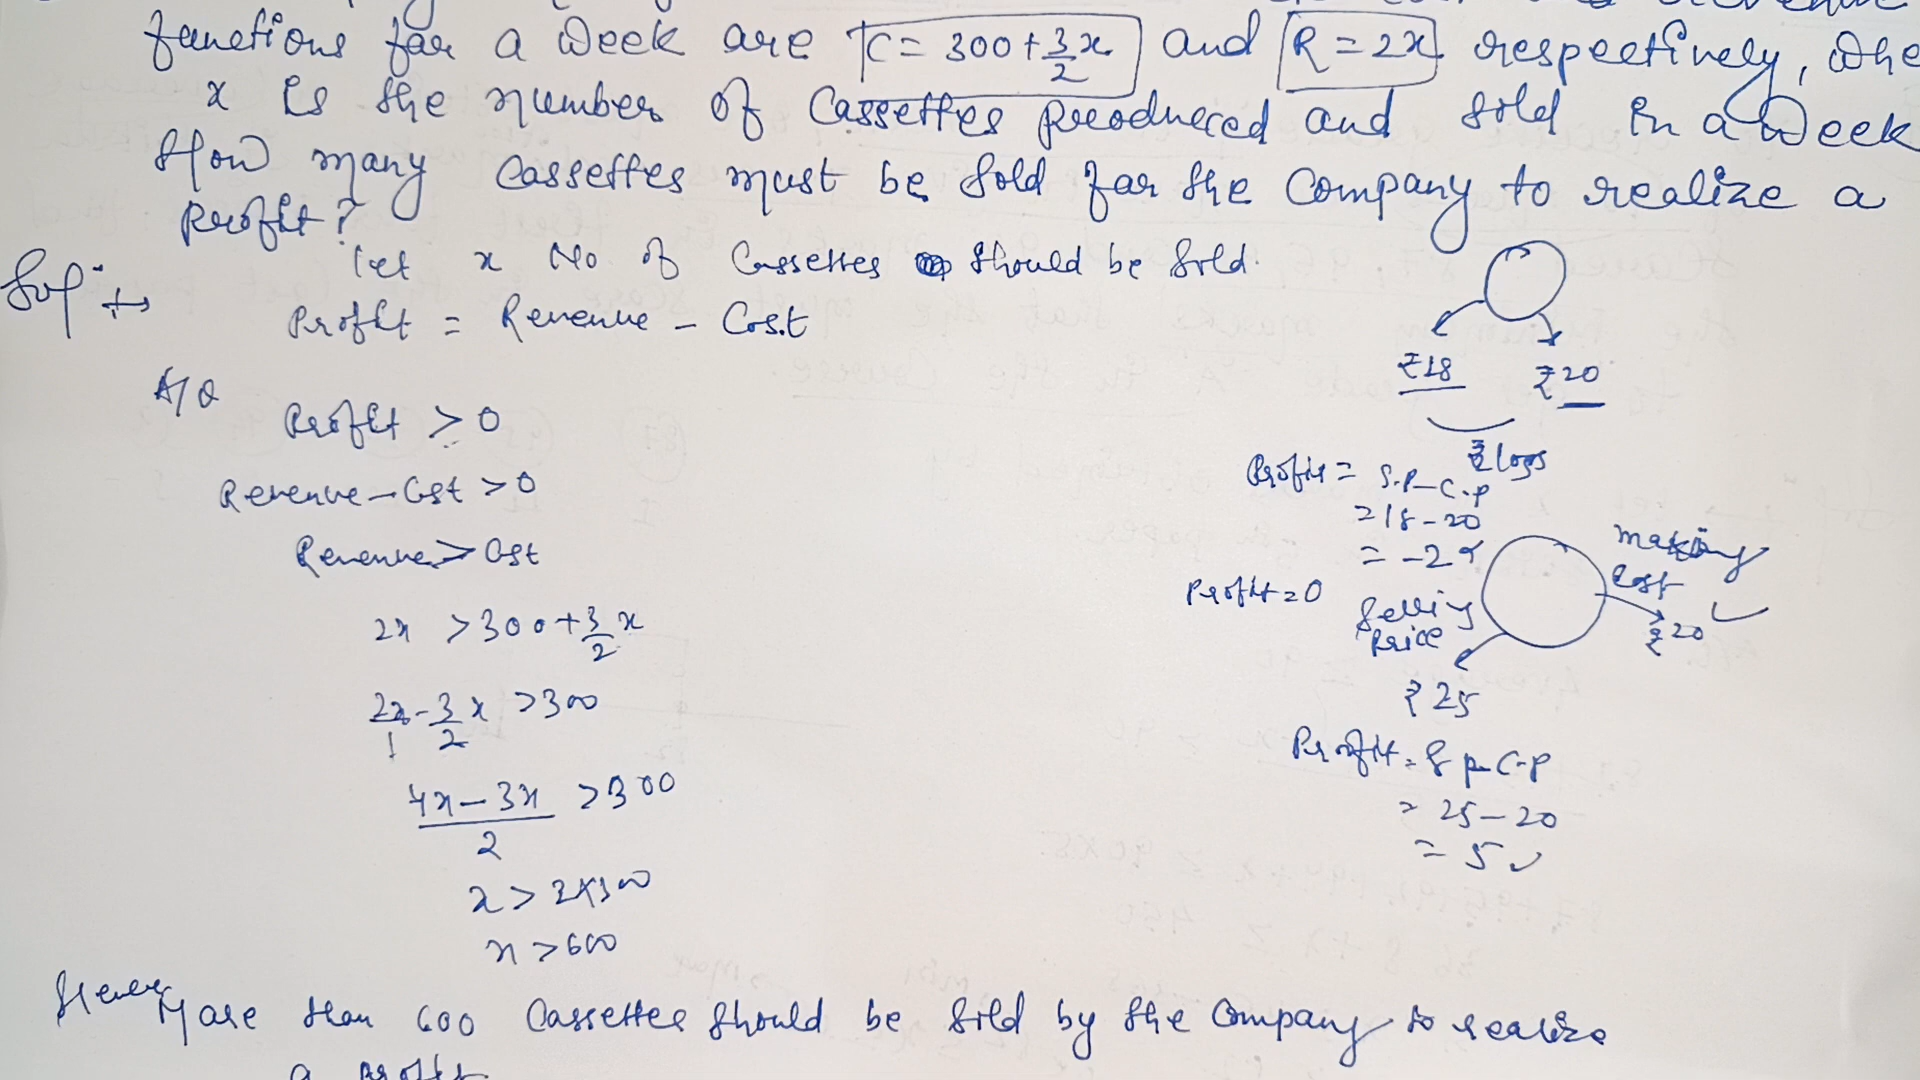 functions for a week are C = 300 + 3/2 x and R = 2x respectively, whe
x is the number of Cassettes produced and sold in a week
How many cassettes must be sold for the Company to realize a
profit?
Let x No of Cassettes should be sold.
Sol^n :→
Profit = Revenue - Cost
A/Q
Profit > 0
Revenue - Cost > 0
Revenue > Cost
2x > 300 + 3/2 x
2x/1 - 3/2 x > 300
(4x - 3x)/2 > 300
x > 2×300
x > 600
Hence More than 600 Cassettes should be sold by the Company to realize
a profit
₹18 ₹20
₹2 loss
Profit = S.P - C.P
= 18 - 20
= -2
Profit = 0
making
Cost
₹20
Selling
Price
₹25
Profit = S.P - C.P
= 25 - 20
= 5 ✓